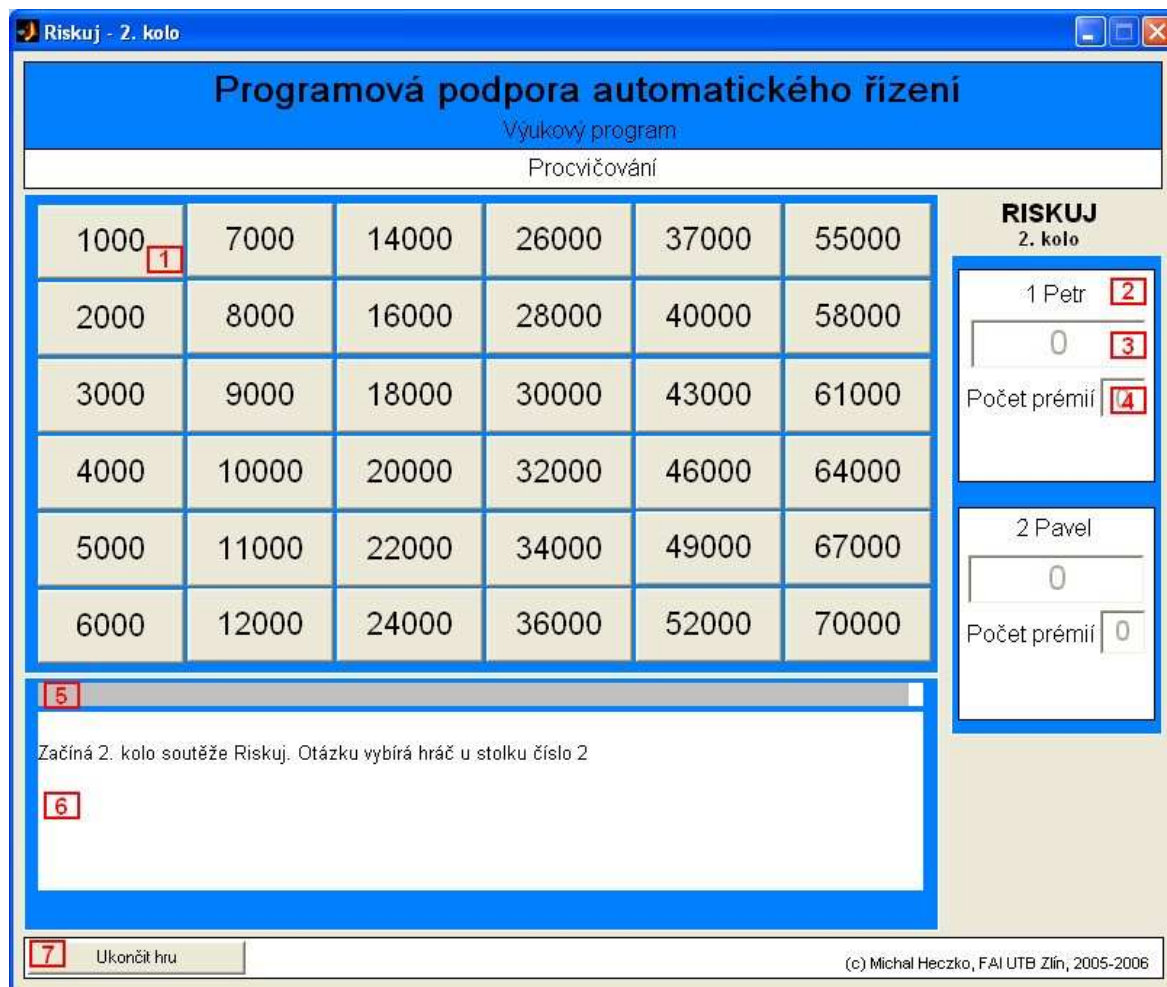 Riskuj - 2. kolo
Programová podpora automatického řízení
Výukový program
Procvičování
1000 7000 14000 26000 37000 55000
1
2000 8000 16000 28000 40000 58000
3000 9000 18000 30000 43000 61000
4000 10000 20000 32000 46000 64000
5000 11000 22000 34000 49000 67000
6000 12000 24000 36000 52000 70000
RISKUJ
2. kolo
1 Petr 2
0 3
Počet prémií 0 4
2 Pavel
0
Počet prémií 0
5
Začíná 2. kolo soutěže Riskuj. Otázku vybírá hráč u stolku číslo 2
6
7 Ukončit hru
(c) Michal Heczko, FAI UTB Zlín, 2005-2006